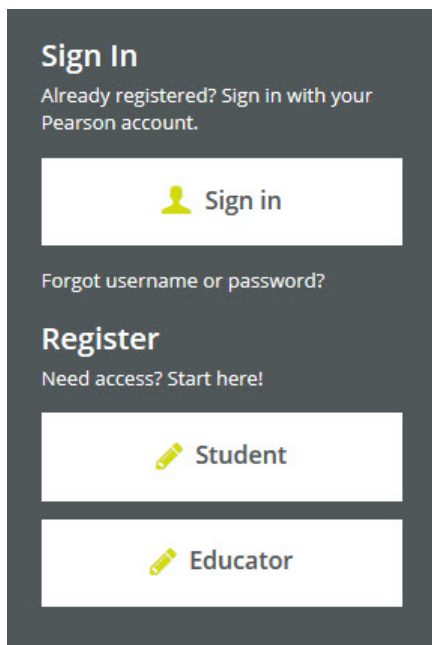 Sign In
Already registered? Sign in with your
Pearson account.
Sign in
Forgot username or password?
Register
Need access? Start here!
Student
Educator